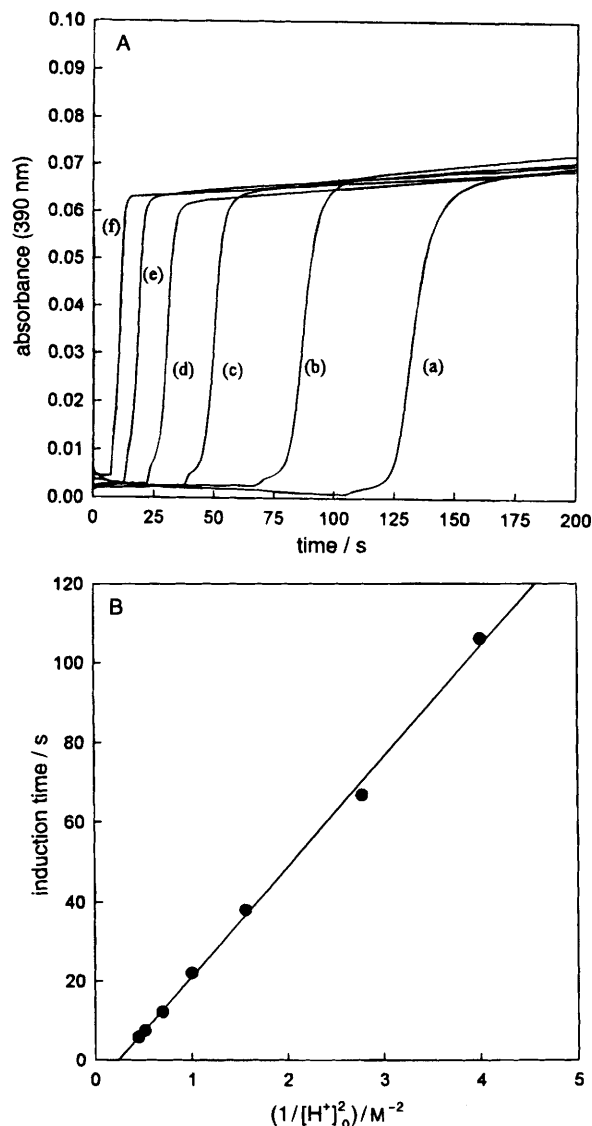 A
absorbance (390 nm)
0.10
0.09
0.08
0.07
0.06
0.05
0.04
0.03
0.02
0.01
0.00
(f)
(e)
(d)
(c)
(b)
(a)
0 25 50 75 100 125 150 175 200
time / s
B
induction time / s
120
100
80
60
40
20
0
0 1 2 3 4 5
(1/[H⁺]²₀)/M⁻²